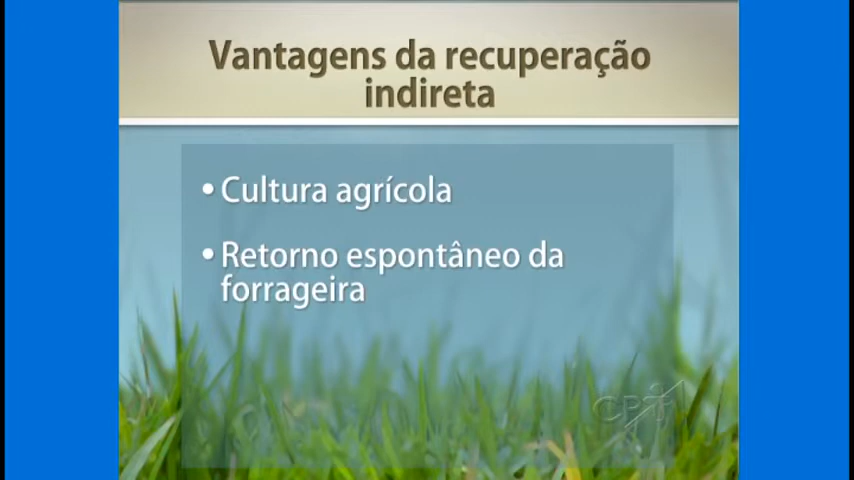 Vantagens da recuperação
indireta
• Cultura agrícola
• Retorno espontâneo da
forrageira
CPT